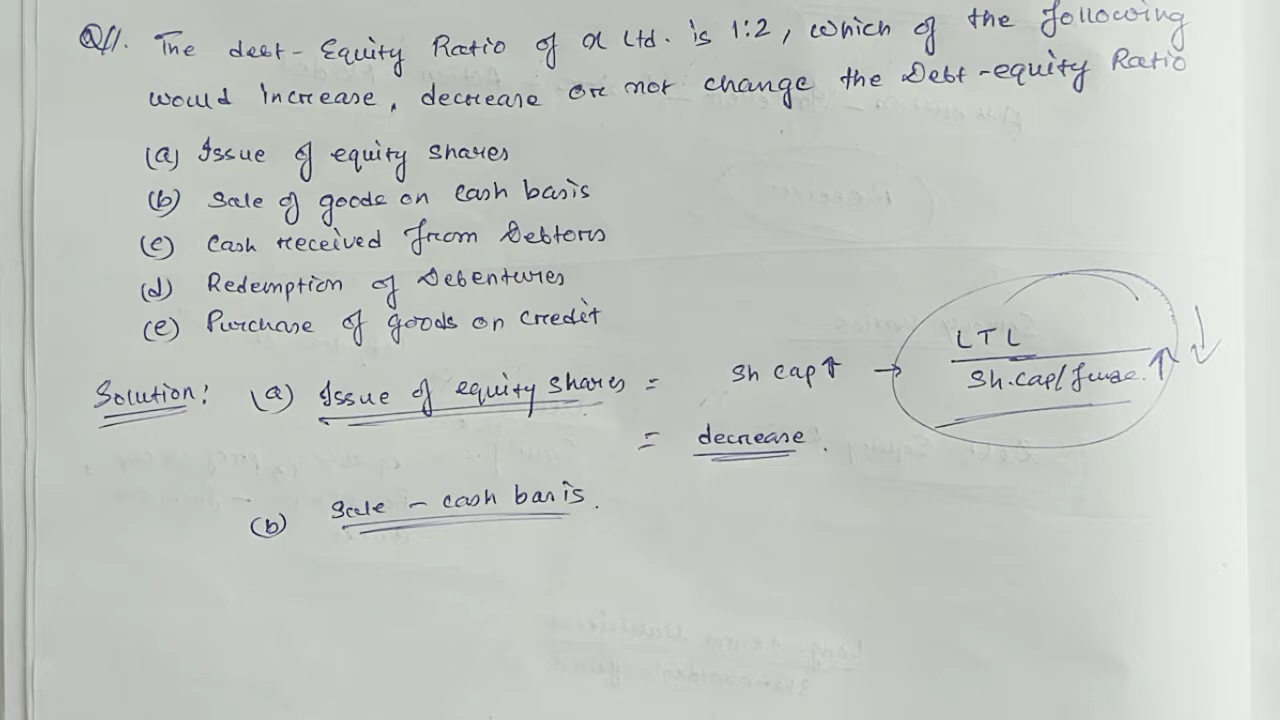 Q1. The debt - Equity Ratio of x Ltd. is 1:2, which of the following
would increase, decrease or not change the Debt-equity Ratio
(a) Issue of equity shares
(b) Sale of goods on cash basis
(c) Cash received from Debtors
(d) Redemption of Debentures
(e) Purchase of goods on credit
Solution: (a) Issue of equity shares = Sh cap ↑ → LTL ↓
Sh. cap/ ↑
= decrease.
(b) Sale - cash basis.